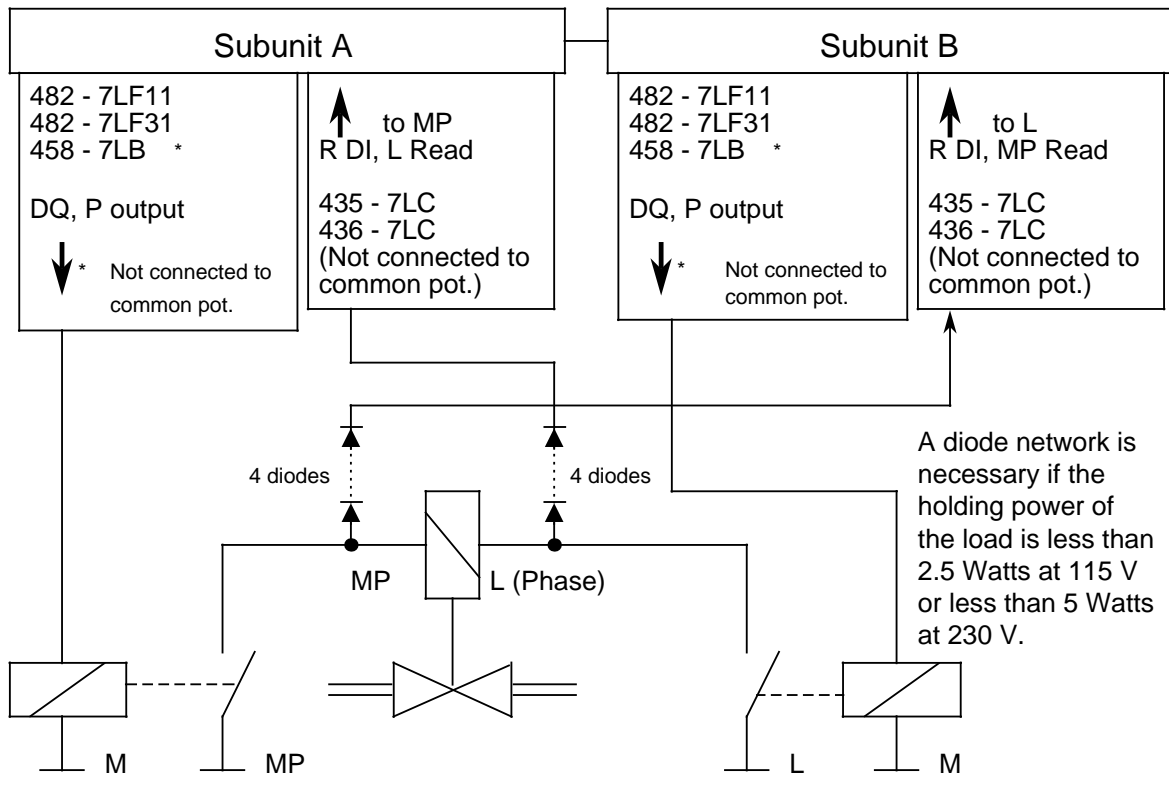 Subunit A
Subunit B
482 - 7LF11
482 - 7LF31
458 - 7LB *
DQ, P output
* Not connected to
common pot.
to MP
R DI, L Read
435 - 7LC
436 - 7LC
(Not connected to
common pot.)
482 - 7LF11
482 - 7LF31
458 - 7LB *
DQ, P output
* Not connected to
common pot.
to L
R DI, MP Read
435 - 7LC
436 - 7LC
(Not connected to
common pot.)
4 diodes
4 diodes
A diode network is
necessary if the
holding power of
the load is less than
2.5 Watts at 115 V
or less than 5 Watts
at 230 V.
MP
L (Phase)
M
MP
L
M